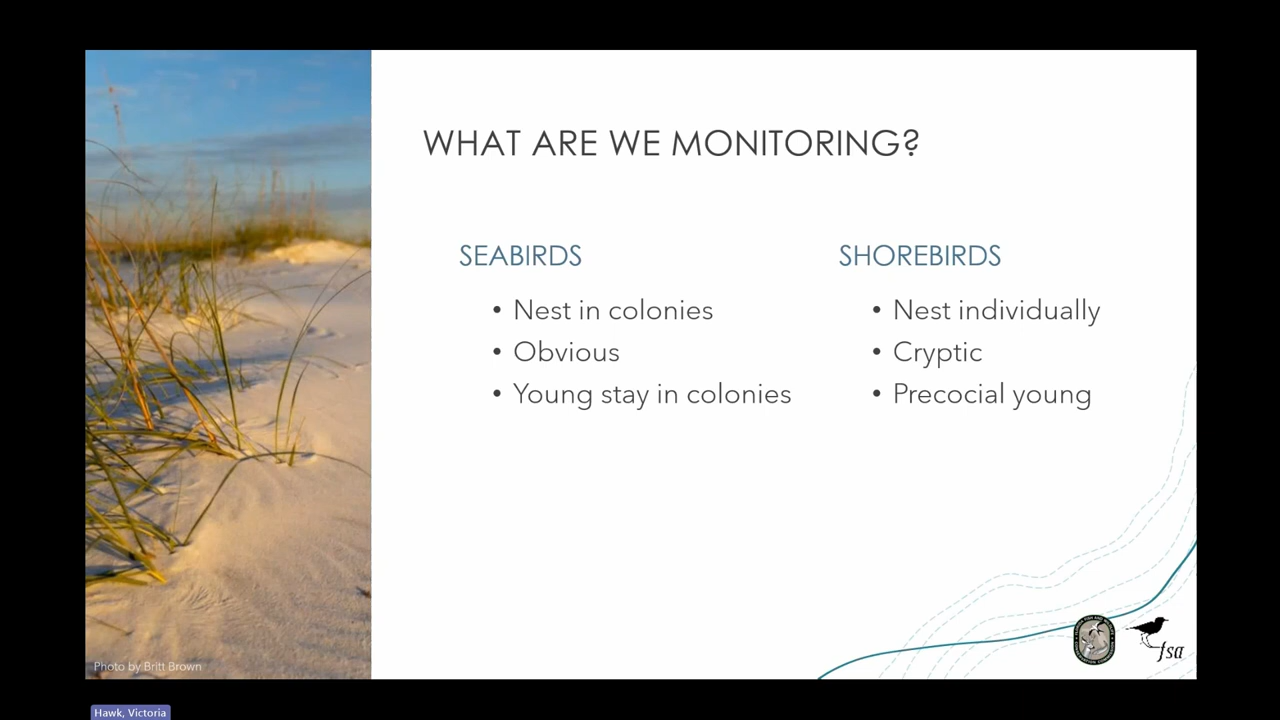 WHAT ARE WE MONITORING?
SEABIRDS
• Nest in colonies
• Obvious
• Young stay in colonies
SHOREBIRDS
• Nest individually
• Cryptic
• Precocial young
fsa
Photo by Britt Brown
Hawk, Victoria